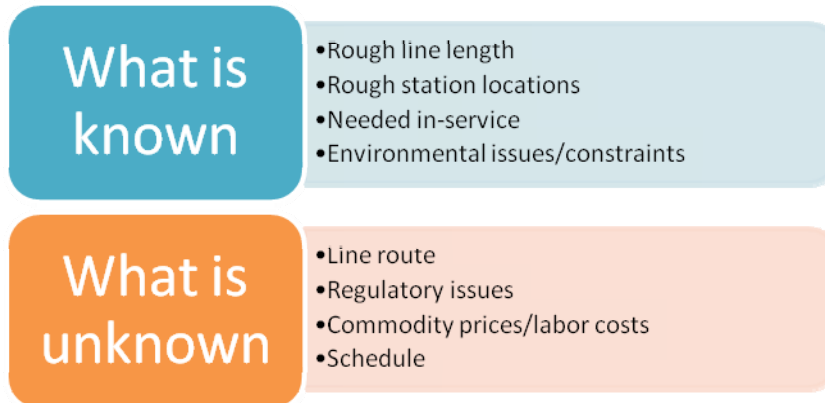 What is
known
•Rough line length
•Rough station locations
•Needed in-service
•Environmental issues/constraints
What is
unknown
•Line route
•Regulatory issues
•Commodity prices/labor costs
•Schedule